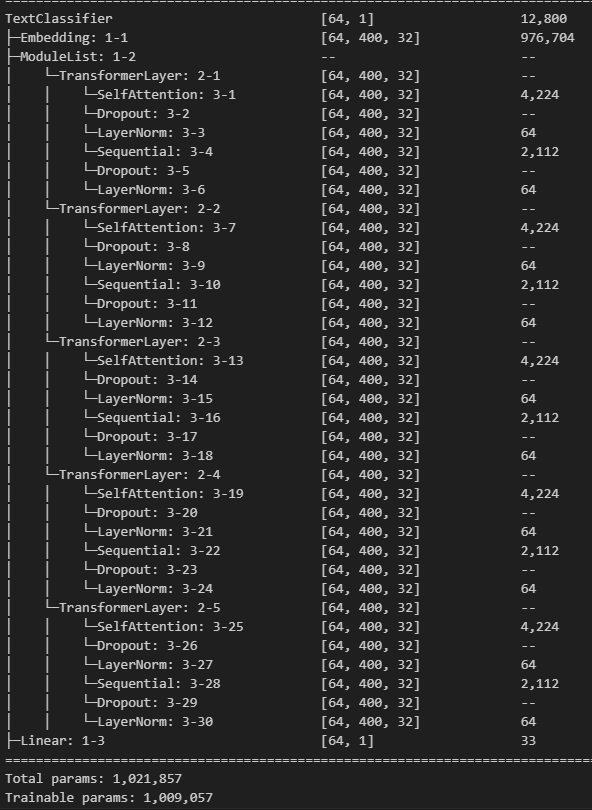 ==========================================================================================
TextClassifier                           [64, 1]                  12,800
├─Embedding: 1-1                         [64, 400, 32]            976,704
├─ModuleList: 1-2                        --                       --
│    └─TransformerLayer: 2-1             [64, 400, 32]            --
│    │    └─SelfAttention: 3-1           [64, 400, 32]            4,224
│    │    └─Dropout: 3-2                 [64, 400, 32]            --
│    │    └─LayerNorm: 3-3               [64, 400, 32]            64
│    │    └─Sequential: 3-4              [64, 400, 32]            2,112
│    │    └─Dropout: 3-5                 [64, 400, 32]            --
│    │    └─LayerNorm: 3-6               [64, 400, 32]            64
│    └─TransformerLayer: 2-2             [64, 400, 32]            --
│    │    └─SelfAttention: 3-7           [64, 400, 32]            4,224
│    │    └─Dropout: 3-8                 [64, 400, 32]            --
│    │    └─LayerNorm: 3-9               [64, 400, 32]            64
│    │    └─Sequential: 3-10             [64, 400, 32]            2,112
│    │    └─Dropout: 3-11                [64, 400, 32]            --
│    │    └─LayerNorm: 3-12              [64, 400, 32]            64
│    └─TransformerLayer: 2-3             [64, 400, 32]            --
│    │    └─SelfAttention: 3-13          [64, 400, 32]            4,224
│    │    └─Dropout: 3-14                [64, 400, 32]            --
│    │    └─LayerNorm: 3-15              [64, 400, 32]            64
│    │    └─Sequential: 3-16             [64, 400, 32]            2,112
│    │    └─Dropout: 3-17                [64, 400, 32]            --
│    │    └─LayerNorm: 3-18              [64, 400, 32]            64
│    └─TransformerLayer: 2-4             [64, 400, 32]            --
│    │    └─SelfAttention: 3-19          [64, 400, 32]            4,224
│    │    └─Dropout: 3-20                [64, 400, 32]            --
│    │    └─LayerNorm: 3-21              [64, 400, 32]            64
│    │    └─Sequential: 3-22             [64, 400, 32]            2,112
│    │    └─Dropout: 3-23                [64, 400, 32]            --
│    │    └─LayerNorm: 3-24              [64, 400, 32]            64
│    └─TransformerLayer: 2-5             [64, 400, 32]            --
│    │    └─SelfAttention: 3-25          [64, 400, 32]            4,224
│    │    └─Dropout: 3-26                [64, 400, 32]            --
│    │    └─LayerNorm: 3-27              [64, 400, 32]            64
│    │    └─Sequential: 3-28             [64, 400, 32]            2,112
│    │    └─Dropout: 3-29                [64, 400, 32]            --
│    │    └─LayerNorm: 3-30              [64, 400, 32]            64
├─Linear: 1-3                            [64, 1]                  33
==========================================================================================
Total params: 1,021,857
Trainable params: 1,009,057